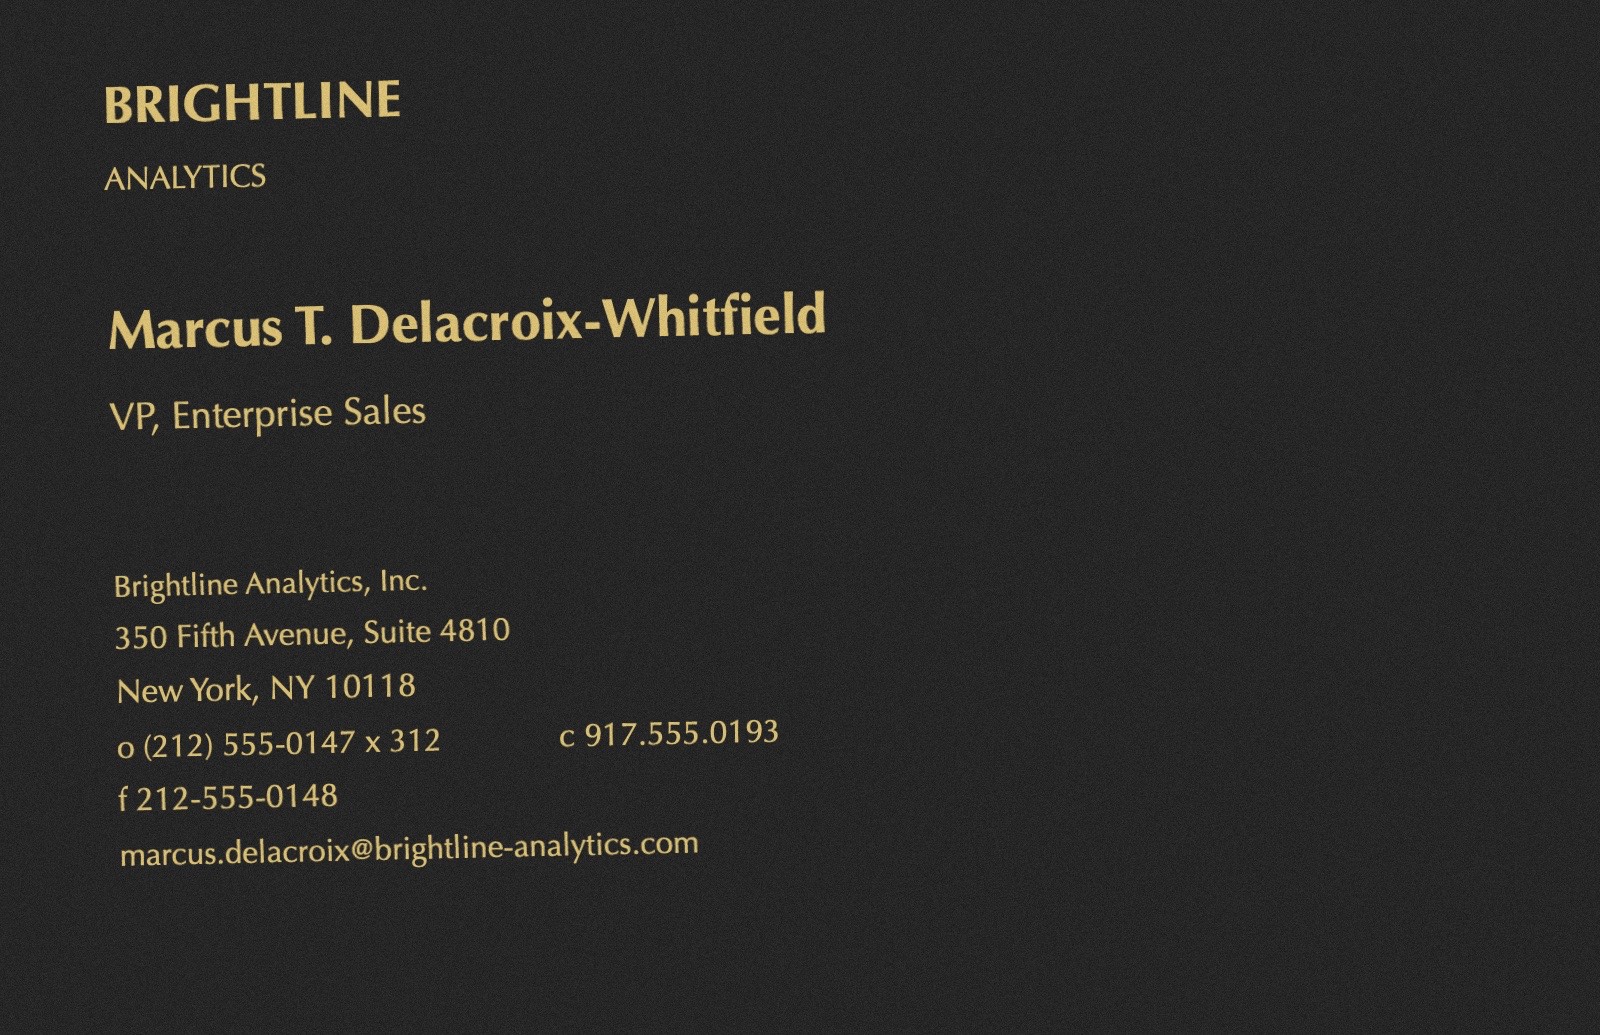 BRIGHTLINE
ANALYTICS
Marcus T. Delacroix-Whitfield
VP, Enterprise Sales
Brightline Analytics, Inc.
350 Fifth Avenue, Suite 4810
New York, NY 10118
o (212) 555-0147 x 312 c 917.555.0193
f 212-555-0148
marcus.delacroix@brightline-analytics.com